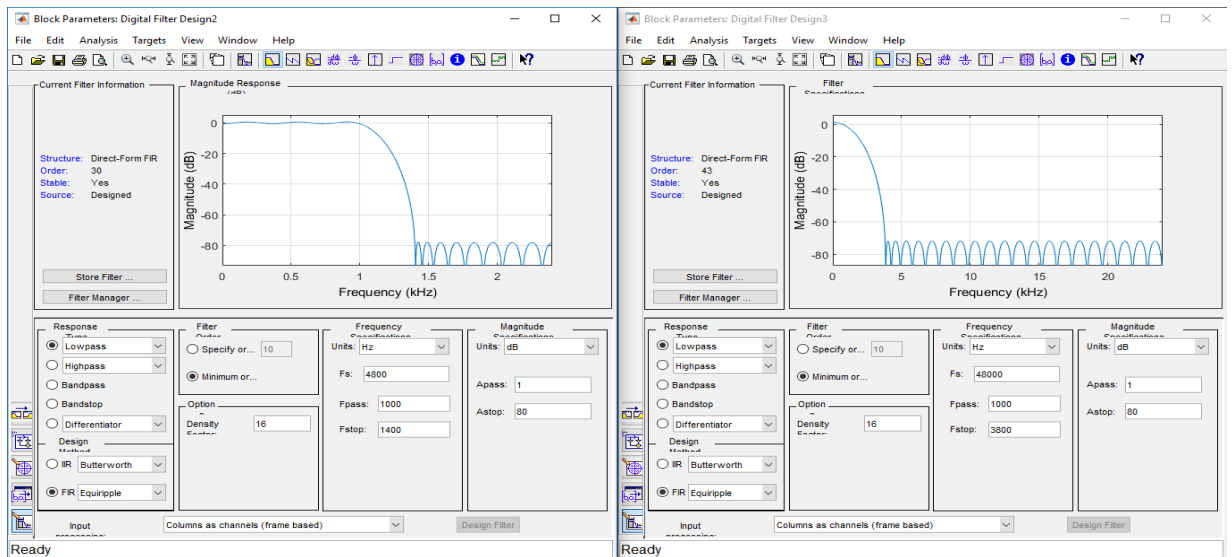 Block Parameters: Digital Filter Design2
File Edit Analysis Targets View Window Help
Current Filter Information
Structure: Direct-Form FIR
Order: 30
Stable: Yes
Source: Designed
Store Filter ...
Filter Manager ...
Magnitude Response
Magnitude (dB)
0
-20
-40
-60
-80
0 0.5 1 1.5 2
Frequency (kHz)
Response
Lowpass
Highpass
Bandpass
Bandstop
Differentiator
Design
IIR Butterworth
FIR Equiripple
Filter
Specify or... 10
Minimum or...
Option
Density 16
Frequency
Units: Hz
Fs: 4800
Fpass: 1000
Fstop: 1400
Magnitude
Units: dB
Apass: 1
Astop: 80
Input
Columns as channels (frame based)
Design Filter
Ready
Block Parameters: Digital Filter Design3
File Edit Analysis Targets View Window Help
Current Filter Information
Structure: Direct-Form FIR
Order: 43
Stable: Yes
Source: Designed
Store Filter ...
Filter Manager ...
Filter
Magnitude (dB)
0
-20
-40
-60
-80
0 5 10 15 20
Frequency (kHz)
Response
Lowpass
Highpass
Bandpass
Bandstop
Differentiator
Design
IIR Butterworth
FIR Equiripple
Filter
Specify or... 10
Minimum or...
Option
Density 16
Frequency
Units: Hz
Fs: 48000
Fpass: 1000
Fstop: 3800
Magnitude
Units: dB
Apass: 1
Astop: 80
Input
Columns as channels (frame based)
Design Filter
Ready